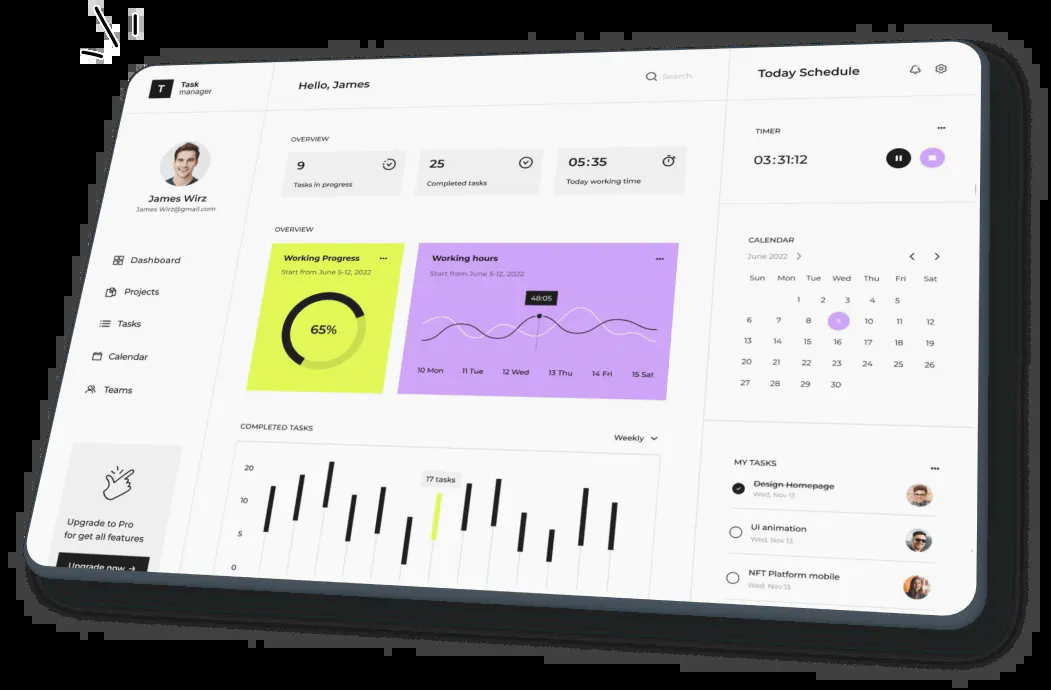 T
Task
manager
Hello, James
Search
Today Schedule
James Wirz
James Wirz@gmail.com
Dashboard
Projects
Tasks
Calendar
Teams
Upgrade to Pro
for get all features
Upgrade now →
OVERVIEW
9
Tasks in progress
25
Completed tasks
05:35
Today working time
OVERVIEW
Working Progress
Start from June 5-12, 2022
65%
Working hours
Start from June 5-12, 2022
48:05
10 Mon 11 Tue 12 Wed 13 Thu 14 Fri 15 Sat
COMPLETED TASKS
Weekly
17 tasks
20
10
5
0
TIMER
03:31:12
CALENDAR
June 2022
Sun Mon Tue Wed Thu Fri Sat
1 2 3 4 5
6 7 8 9 10 11 12
13 14 15 16 17 18 19
20 21 22 23 24 25 26
27 28 29 30
MY TASKS
Design Homepage
Wed, Nov 13
Ui animation
Wed, Nov 13
NFT Platform mobile
Wed, Nov 13